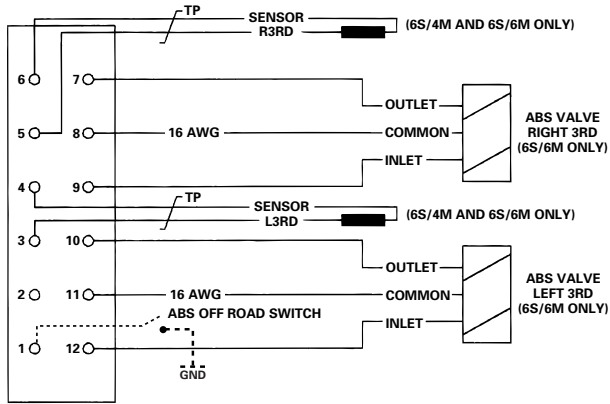 TP
SENSOR
R3RD
(6S/4M AND 6S/6M ONLY)
6
7
OUTLET
5
8
16 AWG
COMMON
ABS VALVE
RIGHT 3RD
(6S/6M ONLY)
INLET
4
9
TP
SENSOR
L3RD
(6S/4M AND 6S/6M ONLY)
3
10
OUTLET
2
11
16 AWG
COMMON
ABS VALVE
LEFT 3RD
(6S/6M ONLY)
ABS OFF ROAD SWITCH
INLET
1
12
GND